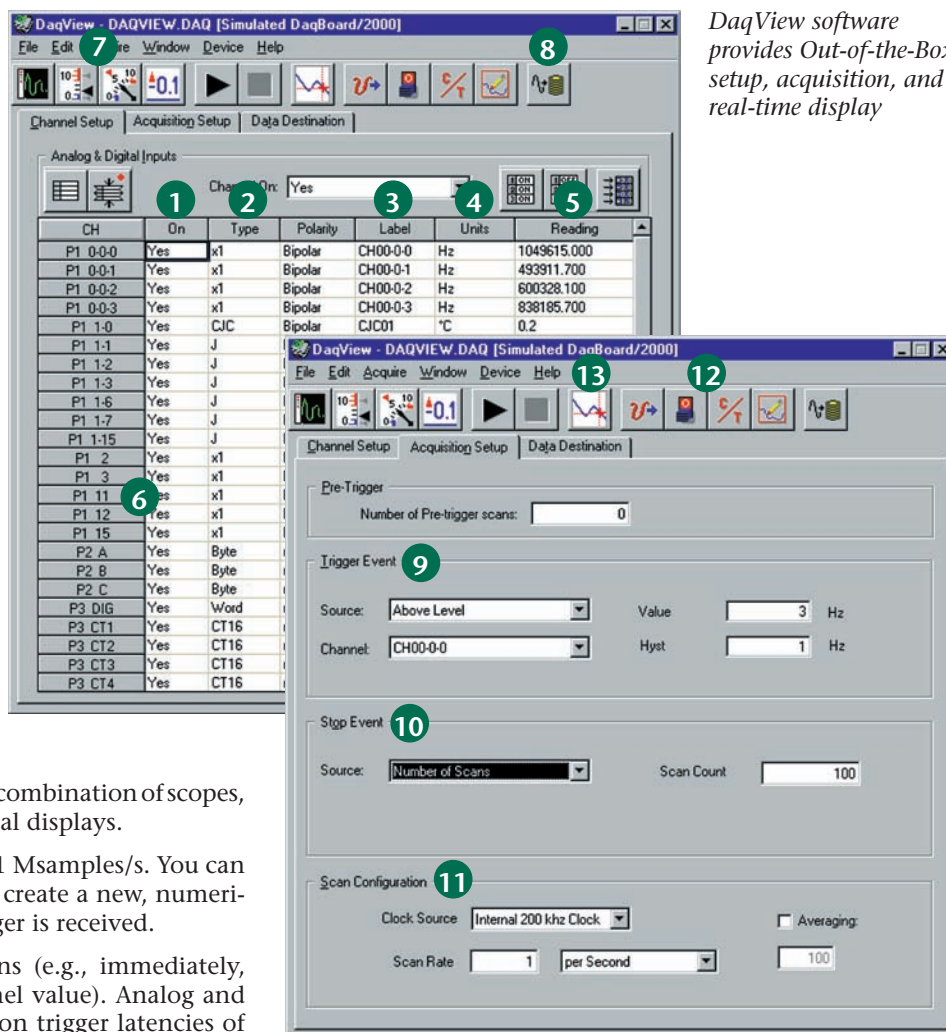 DaqView software
provides Out-of-the-Box
setup, acquisition, and
real-time display
DaqView - DAQVIEW.DAQ [Simulated DaqBoard/2000]
File Edit Window Device Help
7
8
Channel Setup Acquisition Setup Data Destination
Analog & Digital Inputs
Channel On: Yes
1 2 3 4 5
CH On Type Polarity Label Units Reading
P1 0-0-0 Yes x1 Bipolar CH00-0-0 Hz 1049615.000
P1 0-0-1 Yes x1 Bipolar CH00-0-1 Hz 493911.700
P1 0-0-2 Yes x1 Bipolar CH00-0-2 Hz 600328.100
P1 0-0-3 Yes x1 Bipolar CH00-0-3 Hz 838185.700
P1 1-0 Yes CJC Bipolar CJC01 °C 0.2
P1 1-1 Yes J
P1 1-2 Yes J
P1 1-3 Yes J
P1 1-6 Yes J
P1 1-7 Yes J
P1 1-15 Yes J
P1 2 Yes x1
P1 3 Yes x1
P1 11 Yes x1
6
P1 12 Yes x1
P1 15 Yes x1
P2 A Yes Byte
P2 B Yes Byte
P2 C Yes Byte
P3 DIG Yes Word
P3 CT1 Yes CT16
P3 CT2 Yes CT16
P3 CT3 Yes CT16
P3 CT4 Yes CT16
DaqView - DAQVIEW.DAQ [Simulated DaqBoard/2000]
File Edit Acquire Window Device Help
13
12
Channel Setup Acquisition Setup Data Destination
Pre-Trigger
Number of Pre-trigger scans: 0
Trigger Event 9
Source: Above Level Value 3 Hz
Channel: CH00-0-0 Hyst 1 Hz
Stop Event 10
Source: Number of Scans Scan Count 100
Scan Configuration 11
Clock Source Internal 200 khz Clock Averaging:
Scan Rate 1 per Second 100
combination of scopes,
al displays.
1 Msamples/s. You can
create a new, numeri-
ger is received.
ns (e.g., immediately,
nel value). Analog and
on trigger latencies of